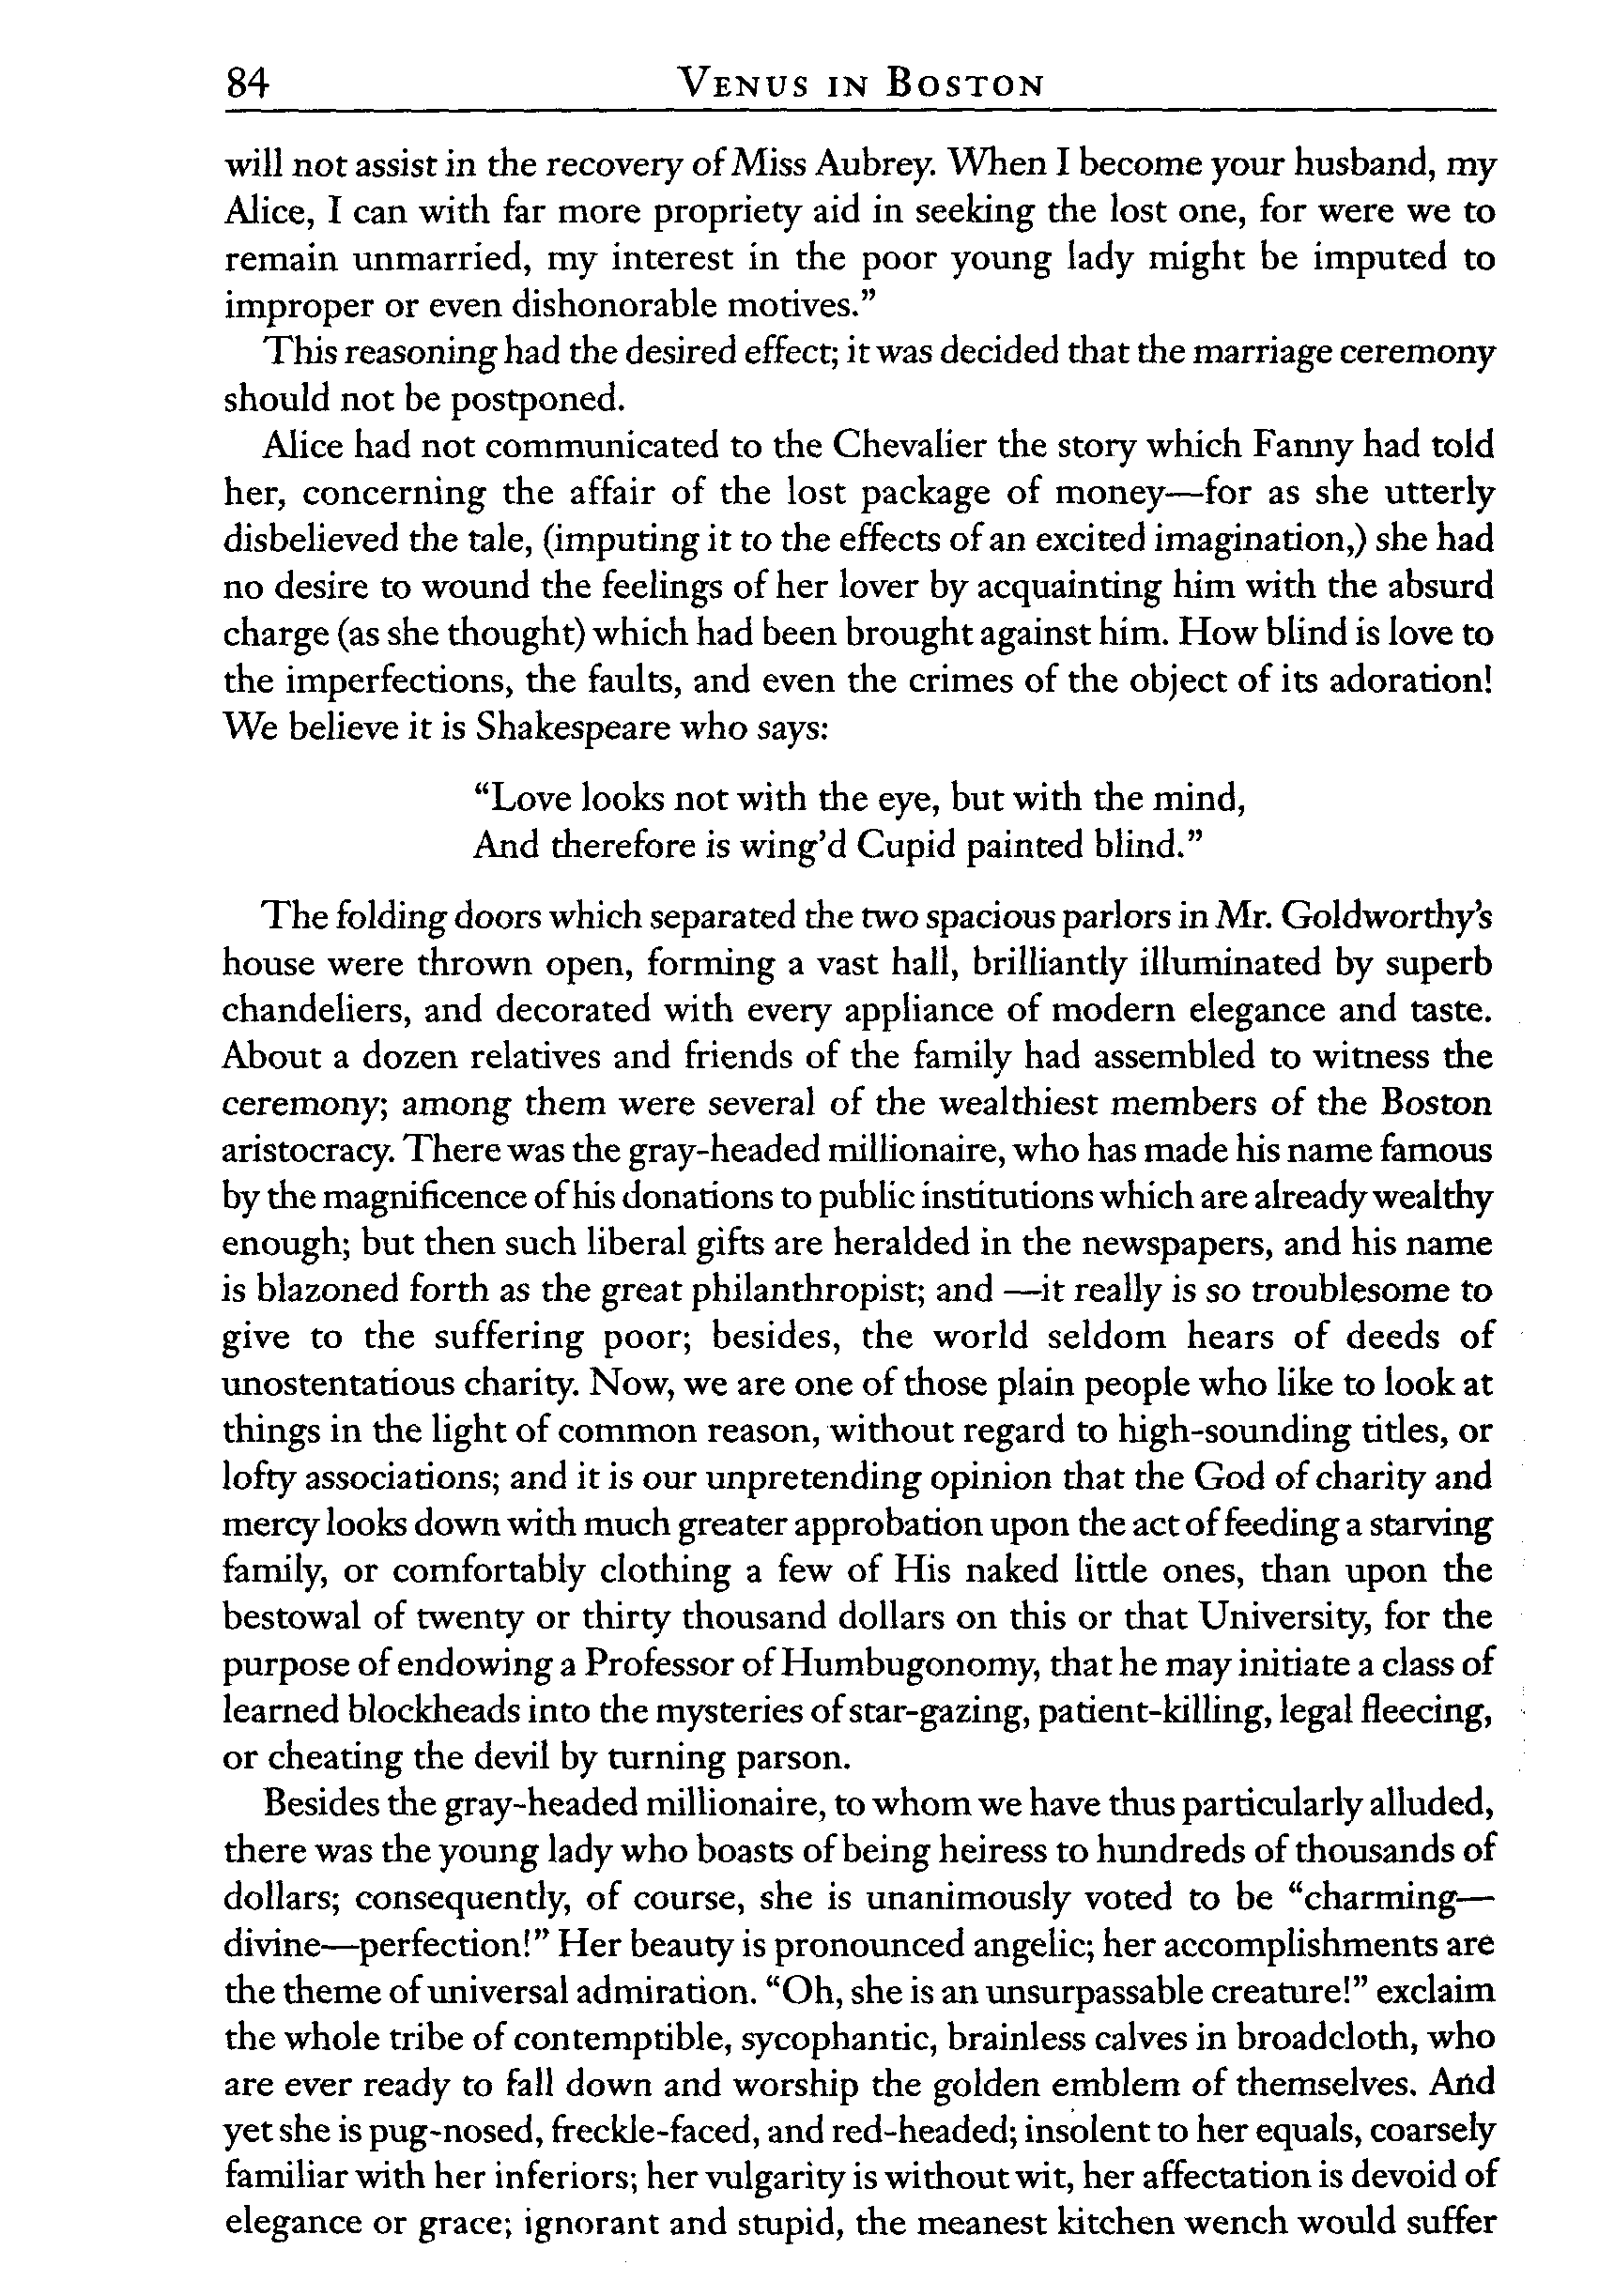 84 VENUS IN BOSTON
will not assist in the recovery of Miss Aubrey. When I become your husband, my
Alice, I can with far more propriety aid in seeking the lost one, for were we to
remain unmarried, my interest in the poor young lady might be imputed to
improper or even dishonorable motives.”
This reasoning had the desired effect; it was decided that the marriage ceremony
should not be postponed.
Alice had not communicated to the Chevalier the story which Fanny had told
her, concerning the affair of the lost package of money—for as she utterly
disbelieved the tale, (imputing it to the effects of an excited imagination,) she had
no desire to wound the feelings of her lover by acquainting him with the absurd
charge (as she thought) which had been brought against him. How blind is love to
the imperfections, the faults, and even the crimes of the object of its adoration!
We believe it is Shakespeare who says:
“Love looks not with the eye, but with the mind,
And therefore is wing’d Cupid painted blind.”
The folding doors which separated the two spacious parlors in Mr. Goldworthy’s
house were thrown open, forming a vast hall, brilliantly illuminated by superb
chandeliers, and decorated with every appliance of modern elegance and taste.
About a dozen relatives and friends of the family had assembled to witness the
ceremony; among them were several of the wealthiest members of the Boston
aristocracy. There was the gray-headed millionaire, who has made his name famous
by the magnificence of his donations to public institutions which are already wealthy
enough; but then such liberal gifts are heralded in the newspapers, and his name
is blazoned forth as the great philanthropist; and —it really is so troublesome to
give to the suffering poor; besides, the world seldom hears of deeds of
unostentatious charity. Now, we are one of those plain people who like to look at
things in the light of common reason, without regard to high-sounding titles, or
lofty associations; and it is our unpretending opinion that the God of charity and
mercy looks down with much greater approbation upon the act of feeding a starving
family, or comfortably clothing a few of His naked little ones, than upon the
bestowal of twenty or thirty thousand dollars on this or that University, for the
purpose of endowing a Professor of Humbugonomy, that he may initiate a class of
learned blockheads into the mysteries of star-gazing, patient-killing, legal fleecing,
or cheating the devil by turning parson.
Besides the gray-headed millionaire, to whom we have thus particularly alluded,
there was the young lady who boasts of being heiress to hundreds of thousands of
dollars; consequently, of course, she is unanimously voted to be “charming—
divine—perfection!” Her beauty is pronounced angelic; her accomplishments are
the theme of universal admiration. “Oh, she is an unsurpassable creature!” exclaim
the whole tribe of contemptible, sycophantic, brainless calves in broadcloth, who
are ever ready to fall down and worship the golden emblem of themselves. And
yet she is pug-nosed, freckle-faced, and red-headed; insolent to her equals, coarsely
familiar with her inferiors; her vulgarity is without wit, her affectation is devoid of
elegance or grace; ignorant and stupid, the meanest kitchen wench would suffer